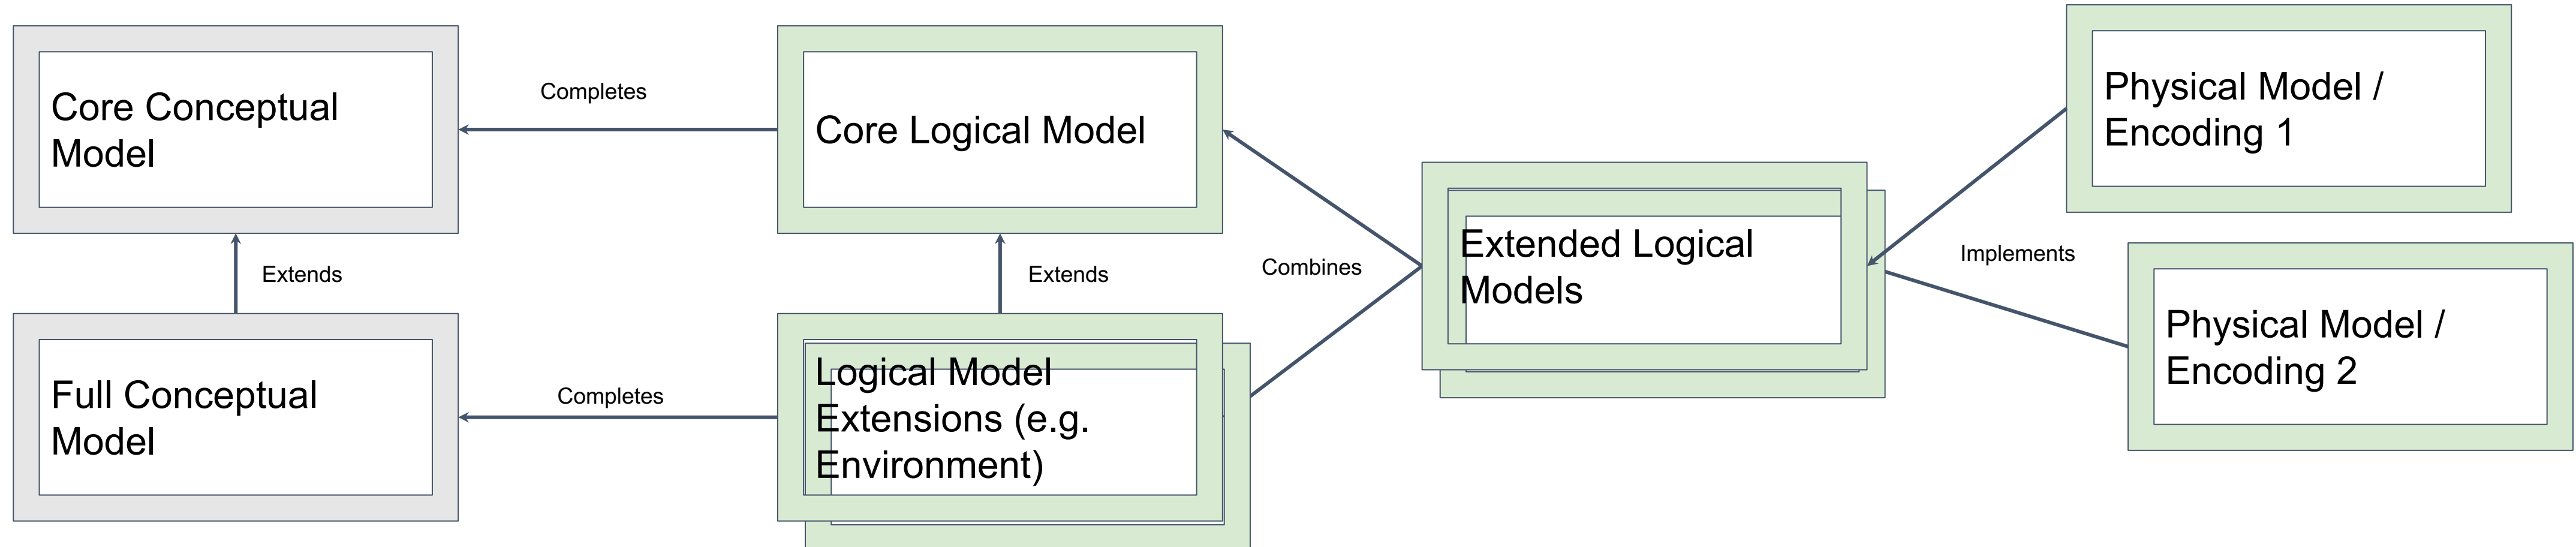 Core Conceptual
Model
Completes
Core Logical Model
Physical Model /
Encoding 1
Extends
Extends
Combines
Extended Logical
Models
Implements
Full Conceptual
Model
Completes
Logical Model
Extensions (e.g.
Environment)
Physical Model /
Encoding 2